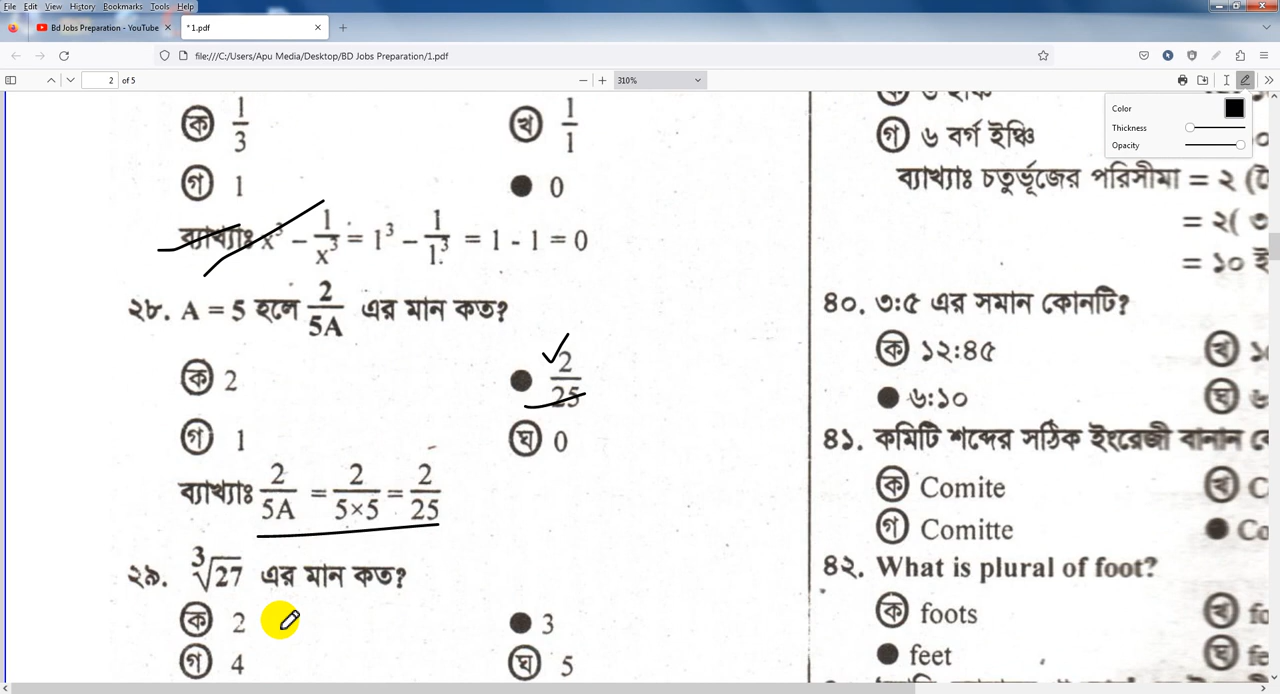 File Edit View History Bookmarks Tools Help
Bd Jobs Preparation - YouTube
* 1.pdf
file:///C:/Users/Apu Media/Desktop/BD Jobs Preparation/1.pdf
2 of 5
310%
Color
Thickness
Opacity
ক 1/3 খ 1/1
গ 1 ● 0
ব্যাখ্যাঃ x³ − 1/x³ = 1³ − 1/1³ = 1 - 1 = 0
২৮. A = 5 হলে 2/5A এর মান কত?
ক 2 ● 2/25
গ 1 ঘ 0
ব্যাখ্যাঃ 2/5A = 2/5×5 = 2/25
২৯. ³√27 এর মান কত?
ক 2 ● 3
গ 4 ঘ 5
গ ৬ বর্গ ইঞ্চি
ব্যাখ্যাঃ চতুর্ভূজের পরিসীমা = ২ (
= ২(
= ১০
৪০. ৩:৫ এর সমান কোনটি?
ক ১২:৪৫ খ
● ৬:১০ ঘ
৪১. কমিটি শব্দের সঠিক ইংরেজী বানান
ক Comite খ
গ Comitte ●
৪২. What is plural of foot?
ক foots খ
● feet ঘ